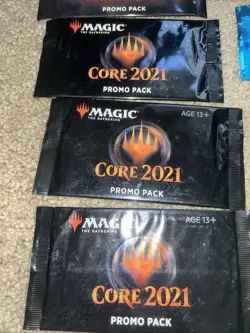 PROMO PACK
MAGIC
THE GATHERING
CORE 2021
PROMO PACK
MAGIC
THE GATHERING
AGE 13+
CORE 2021
PROMO PACK
MAGIC
THE GATHERING
AGE 13+
CORE 2021
PROMO PACK